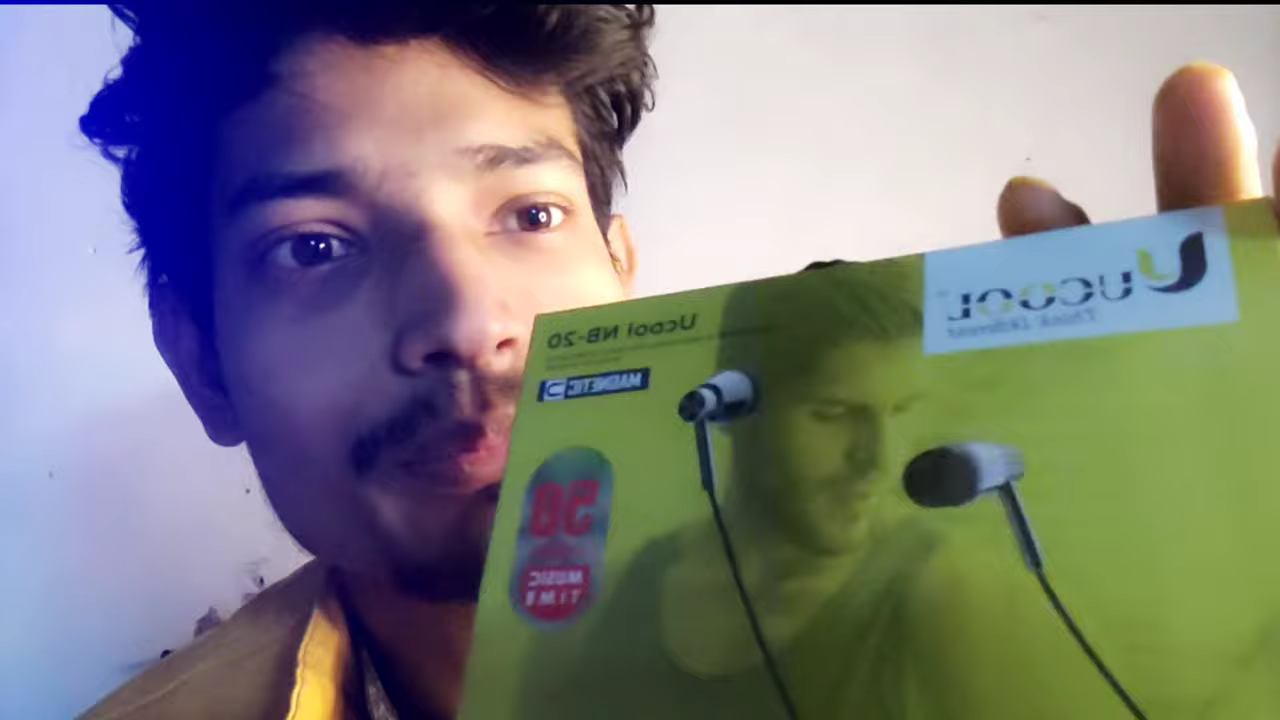 UCOOL
Think Different
Ucool NB-20
MAGNETIC
50
MUSIC
TIME